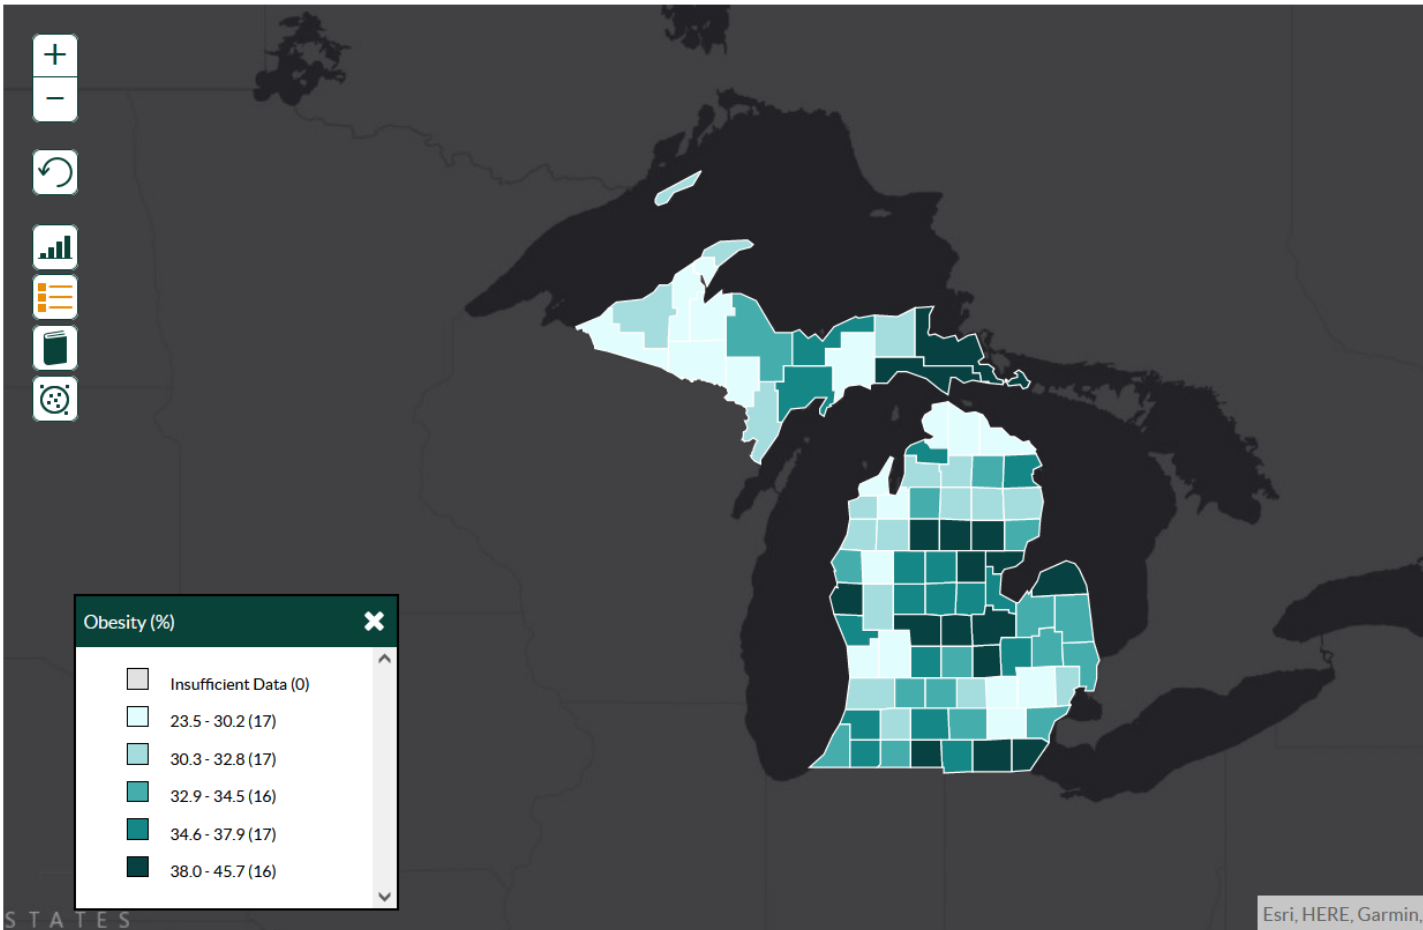 +
−
Obesity (%)
Insufficient Data (0)
23.5 - 30.2 (17)
30.3 - 32.8 (17)
32.9 - 34.5 (16)
34.6 - 37.9 (17)
38.0 - 45.7 (16)
STATES
Esri, HERE, Garmin,